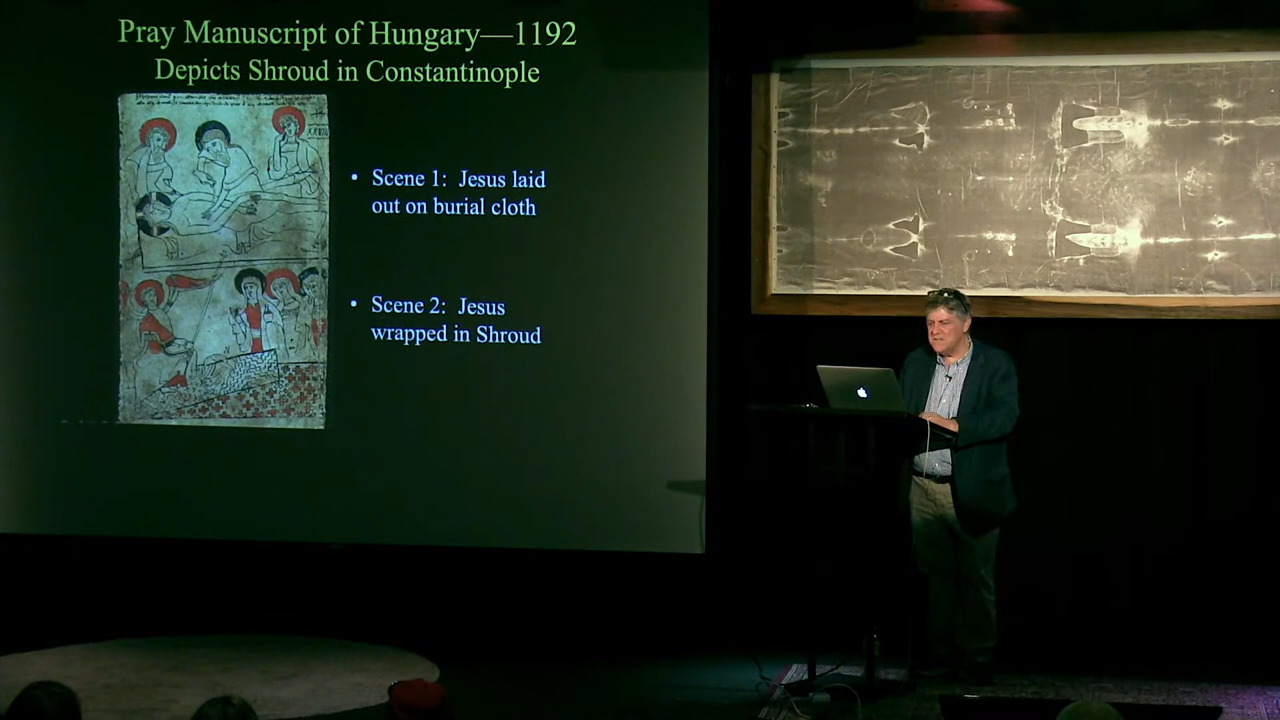 Pray Manuscript of Hungary—1192
Depicts Shroud in Constantinople
• Scene 1: Jesus laid
out on burial cloth
• Scene 2: Jesus
wrapped in Shroud